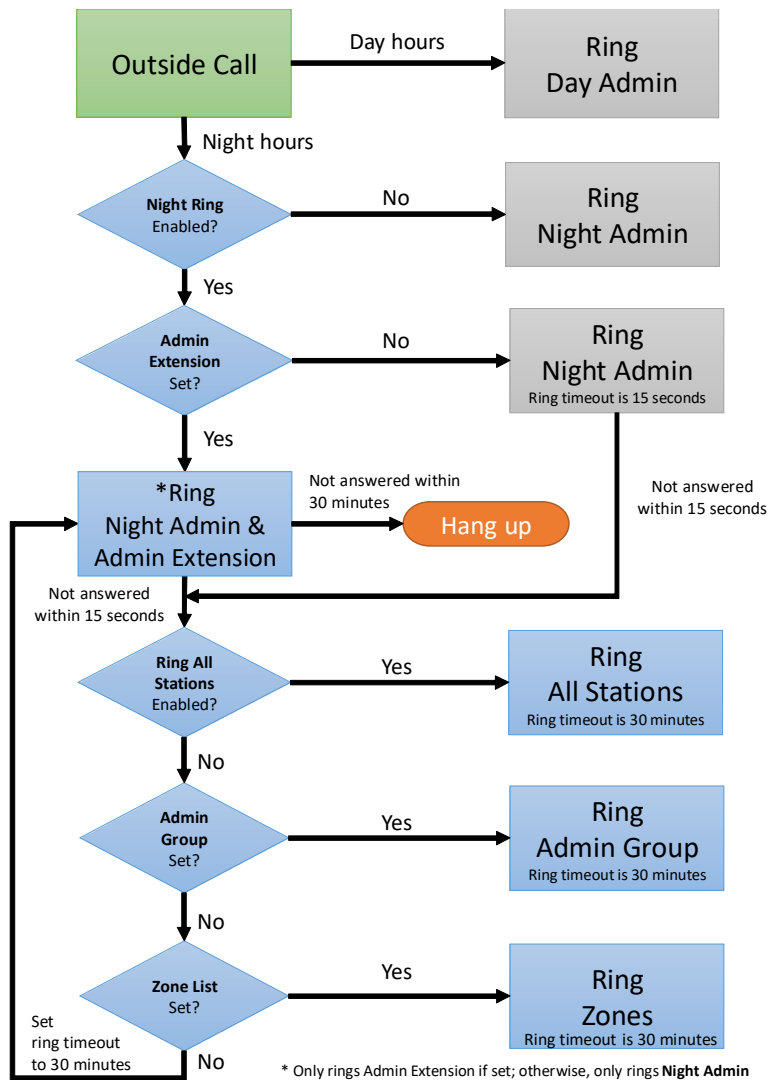 Outside Call
Day hours
Ring
Day Admin
Night hours
Night Ring
Enabled?
No
Ring
Night Admin
Yes
Admin
Extension
Set?
No
Ring
Night Admin
Ring timeout is 15 seconds
Yes
*Ring
Night Admin &
Admin Extension
Not answered within
30 minutes
Hang up
Not answered
within 15 seconds
Not answered
within 15 seconds
Ring All
Stations
Enabled?
Yes
Ring
All Stations
Ring timeout is 30 minutes
No
Admin
Group
Set?
Yes
Ring
Admin Group
Ring timeout is 30 minutes
No
Zone List
Set?
Yes
Ring
Zones
Ring timeout is 30 minutes
Set
ring timeout
to 30 minutes
No
* Only rings Admin Extension if set; otherwise, only rings Night Admin